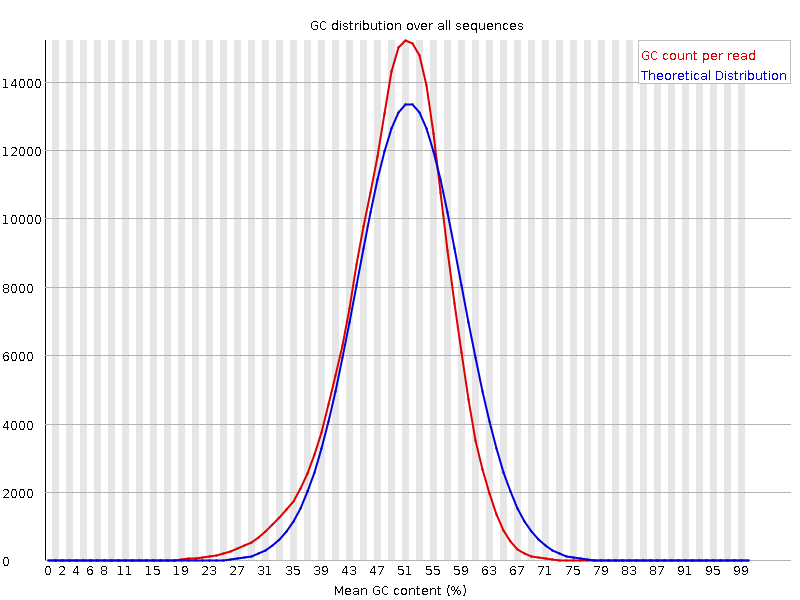 GC distribution over all sequences
GC count per read
Theoretical Distribution
14000
12000
10000
8000
6000
4000
2000
0
0 2 4 6 8 11 15 19 23 27 31 35 39 43 47 51 55 59 63 67 71 75 79 83 87 91 95 99
Mean GC content (%)